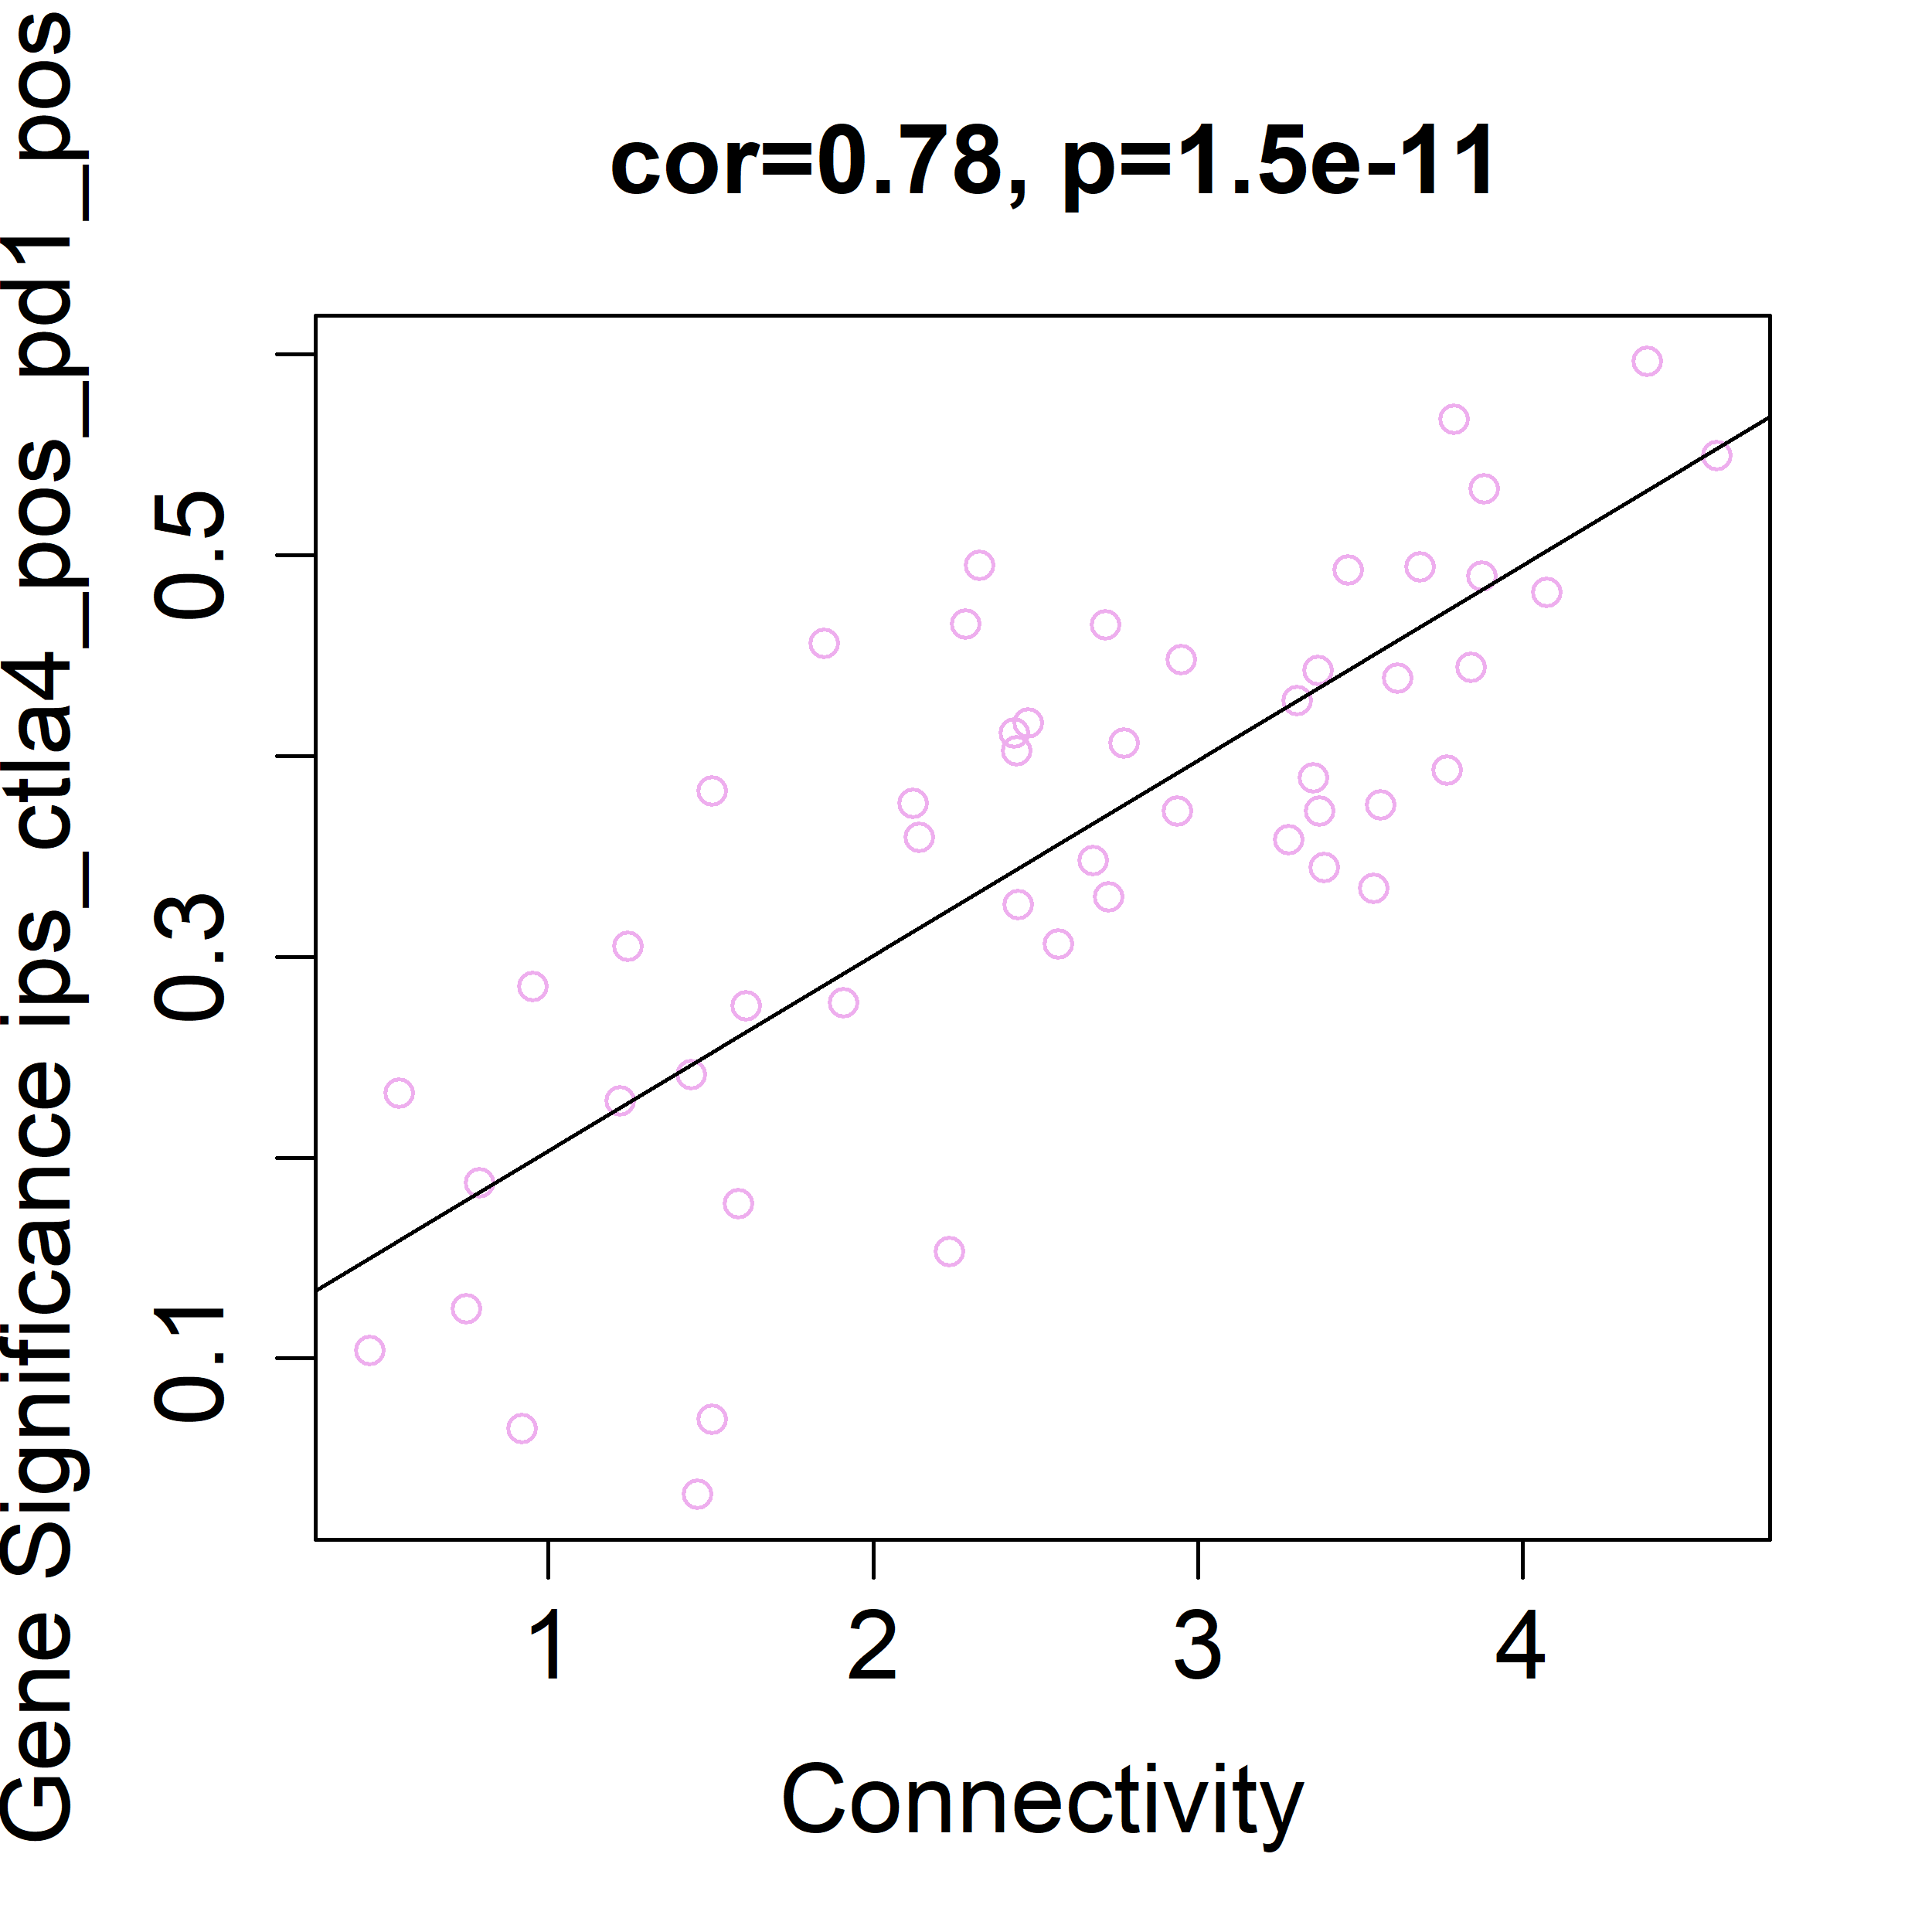 cor=0.78, p=1.5e-11
Gene Significance ips_ctla4_pos_pd1_pos
0.5
0.3
0.1
1 2 3 4
Connectivity